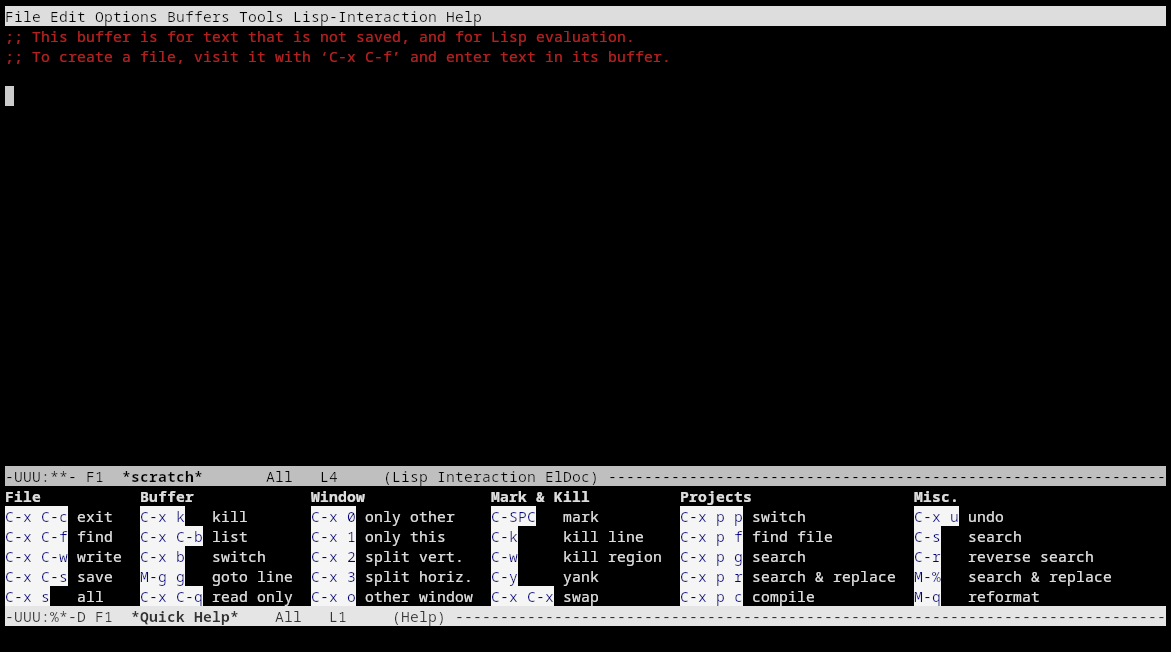 File Edit Options Buffers Tools Lisp-Interaction Help
;; This buffer is for text that is not saved, and for Lisp evaluation.
;; To create a file, visit it with ‘C-x C-f’ and enter text in its buffer.
-UUU:**- F1  *scratch*       All   L4     (Lisp Interaction ElDoc) --------------------------------------------------------------
File           Buffer             Window              Mark & Kill          Projects                  Misc.
C-x C-c exit   C-x k   kill       C-x 0 only other    C-SPC   mark         C-x p p switch            C-x u undo
C-x C-f find   C-x C-b list       C-x 1 only this     C-k     kill line    C-x p f find file         C-s   search
C-x C-w write  C-x b   switch     C-x 2 split vert.   C-w     kill region  C-x p g search            C-r   reverse search
C-x C-s save   M-g g   goto line  C-x 3 split horiz.  C-y     yank         C-x p r search & replace  M-%   search & replace
C-x s   all    C-x C-q read only  C-x o other window  C-x C-x swap         C-x p c compile           M-q   reformat
-UUU:%*-D F1  *Quick Help*    All   L1     (Help) -------------------------------------------------------------------------------